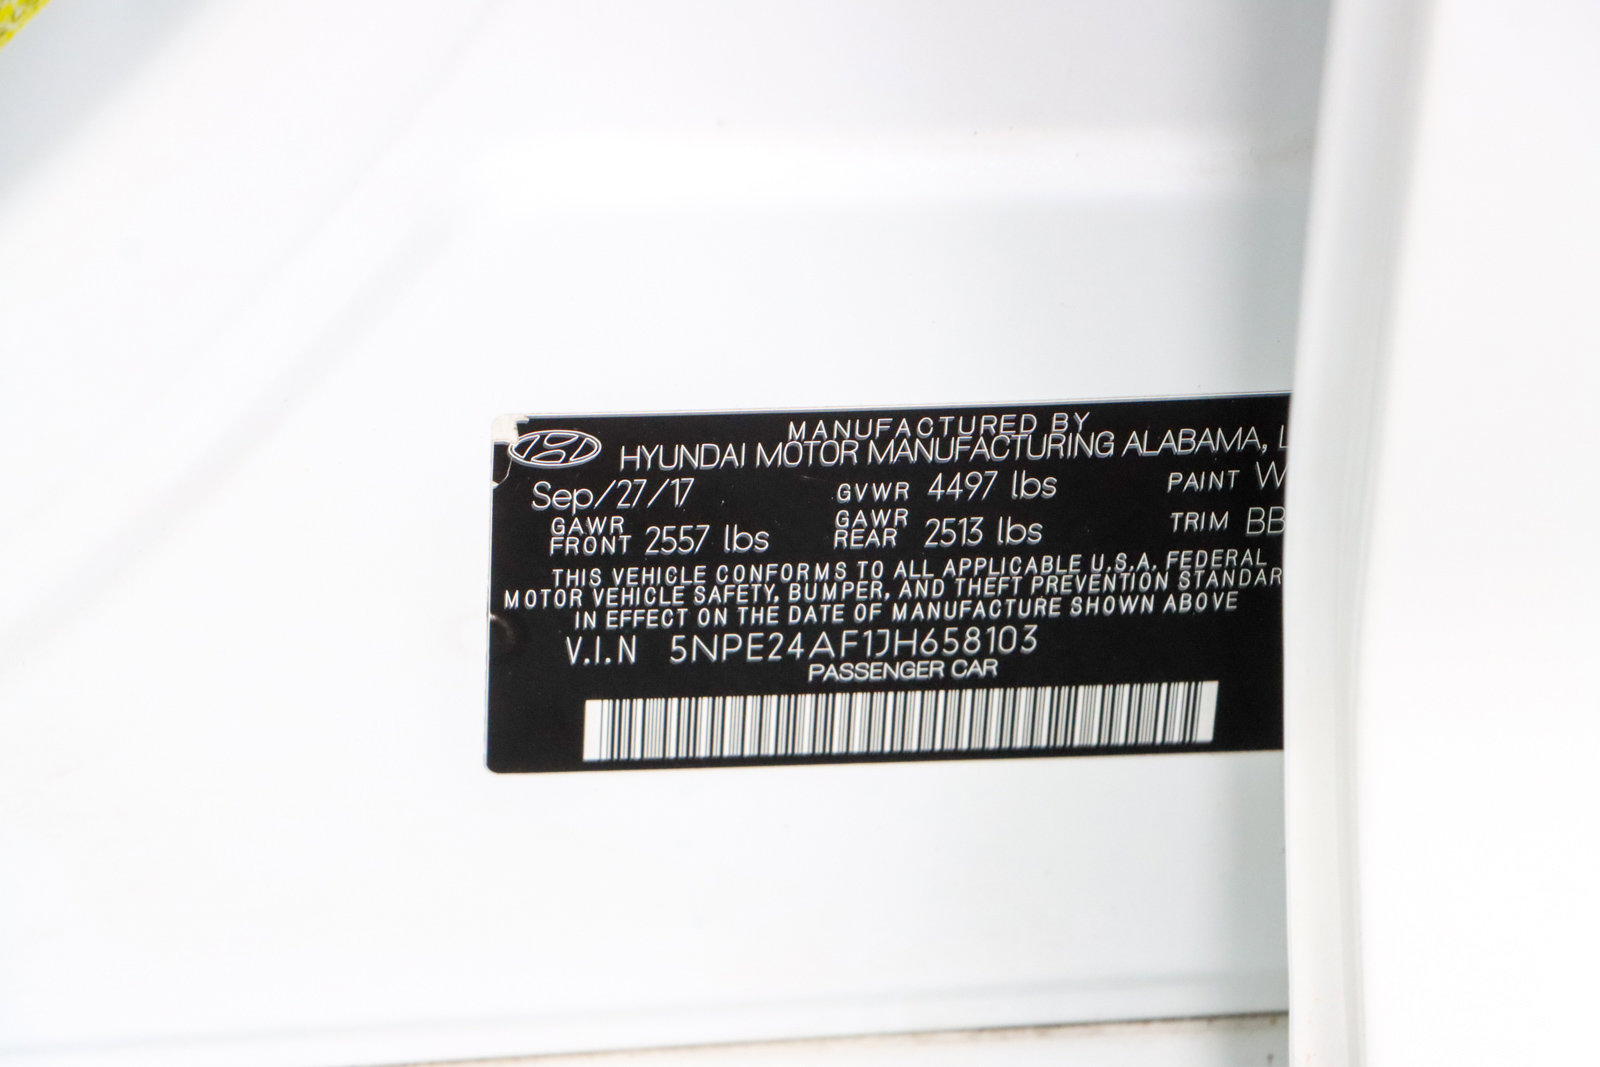 MANUFACTURED BY
HYUNDAI MOTOR MANUFACTURING ALABAMA,
Sep/27/17 GVWR 4497 lbs PAINT
GAWR FRONT 2557 lbs GAWR REAR 2513 lbs TRIM
THIS VEHICLE CONFORMS TO ALL APPLICABLE U.S.A. FEDERAL
MOTOR VEHICLE SAFETY, BUMPER, AND THEFT PREVENTION STANDAR
IN EFFECT ON THE DATE OF MANUFACTURE SHOWN ABOVE
V.I.N 5NPE24AF1JH658103
PASSENGER CAR